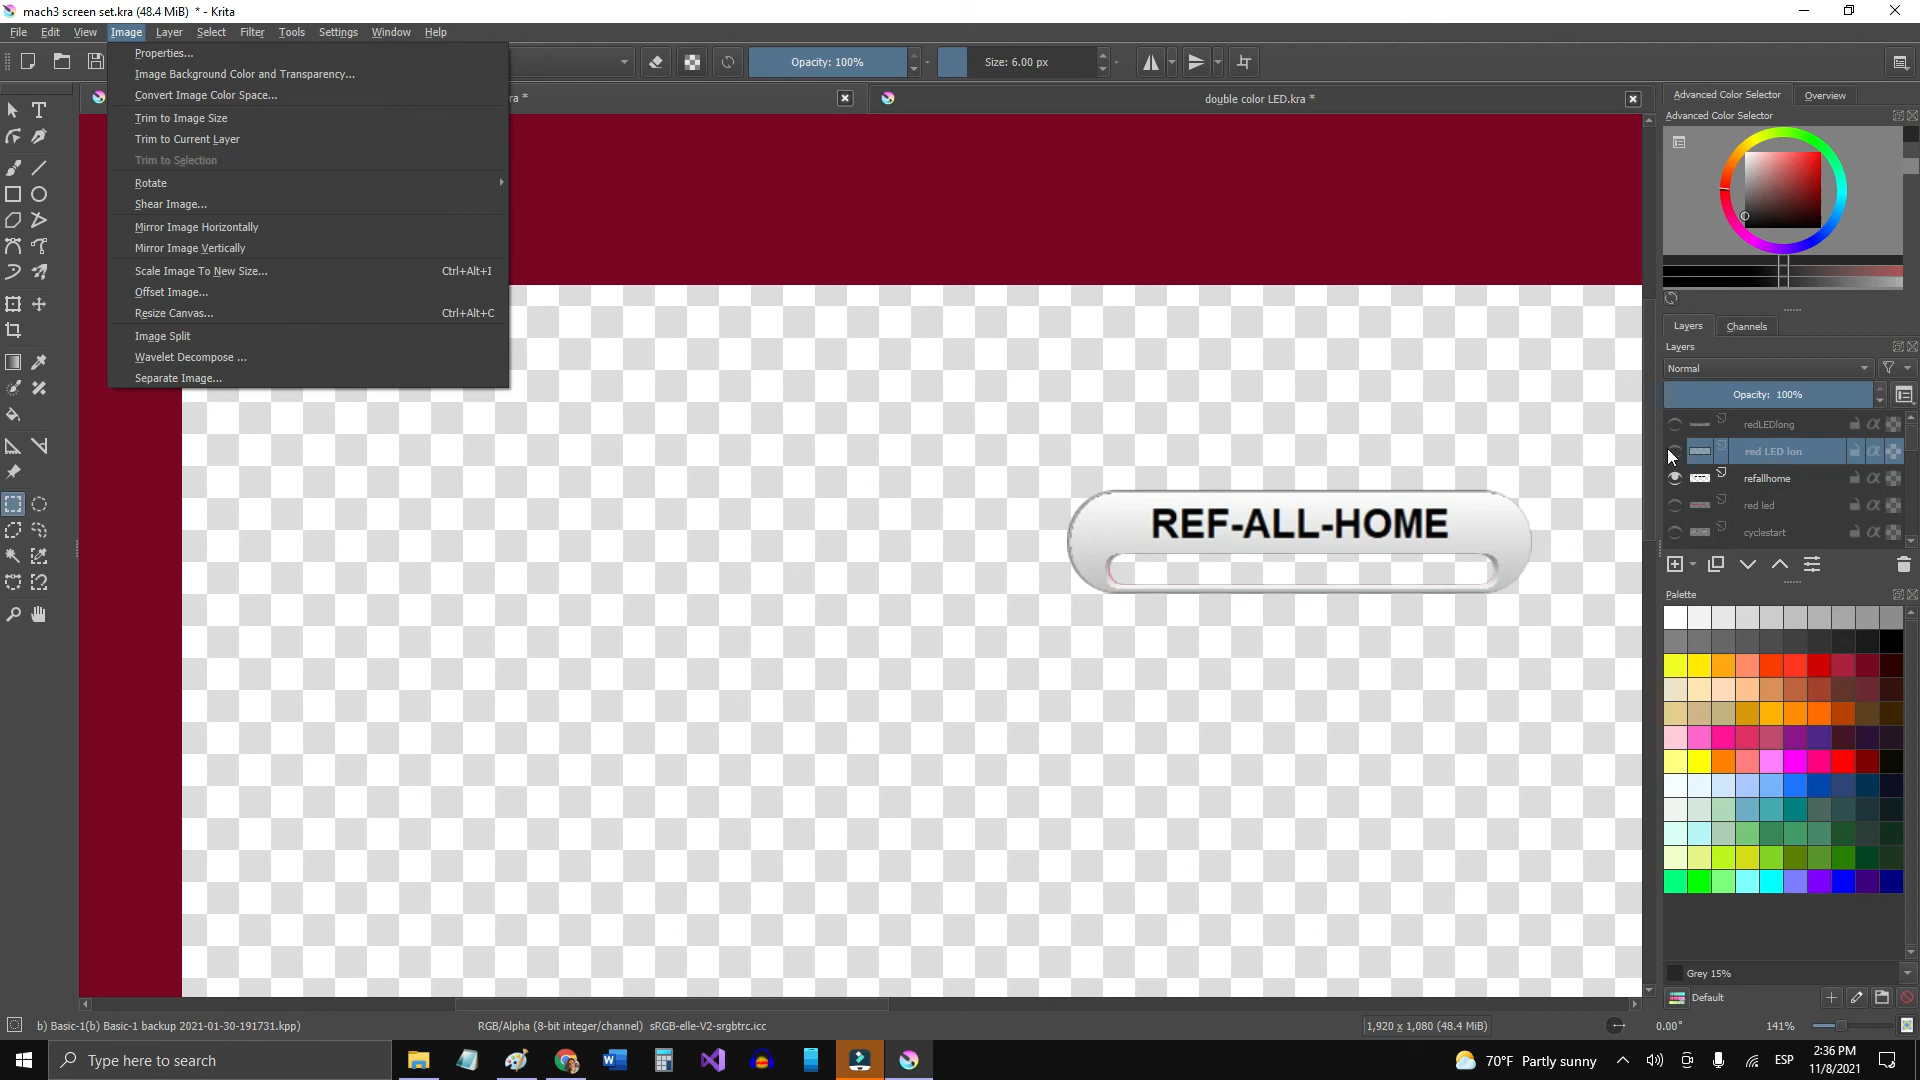 mach3 screen set.kra (48.4 MiB) * - Krita
File Edit View Image Layer Select Filter Tools Settings Window Help
Opacity: 100% Size: 6.00 px
ra * double color LED.kra *
Properties...
Image Background Color and Transparency...
Convert Image Color Space...
Trim to Image Size
Trim to Current Layer
Trim to Selection
Rotate
Shear Image...
Mirror Image Horizontally
Mirror Image Vertically
Scale Image To New Size... Ctrl+Alt+I
Offset Image...
Resize Canvas... Ctrl+Alt+C
Image Split
Wavelet Decompose ...
Separate Image...
REF-ALL-HOME
Advanced Color Selector Overview
Advanced Color Selector
Layers Channels
Layers
Normal
Opacity: 100%
redLEDlong
red LED lon
refallhome
red led
cyclestart
Palette
Grey 15%
Default
b) Basic-1(b) Basic-1 backup 2021-01-30-191731.kpp) RGB/Alpha (8-bit integer/channel) sRGB-elle-V2-srgbtrc.icc 1,920 x 1,080 (48.4 MiB) 0.00° 141%
Type here to search 70°F Partly sunny ESP 2:36 PM
11/8/2021